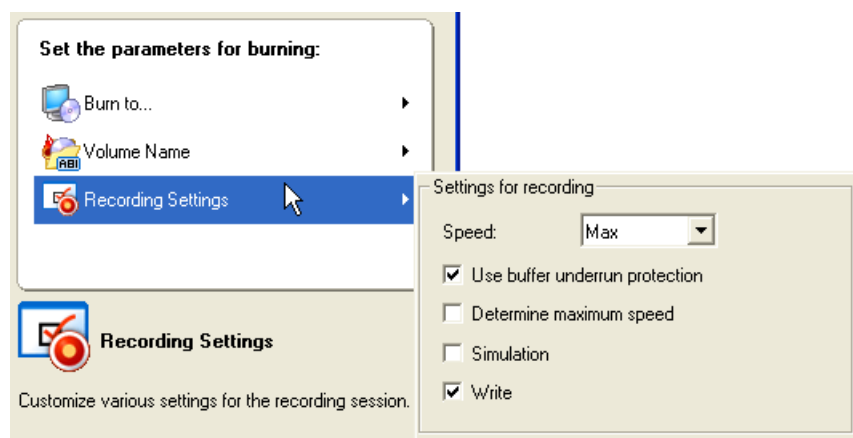 Set the parameters for burning:
Burn to...
Volume Name
ABI
Recording Settings
Settings for recording
Speed:
Max
Use buffer underrun protection
Determine maximum speed
Simulation
Write
Recording Settings
Customize various settings for the recording session.